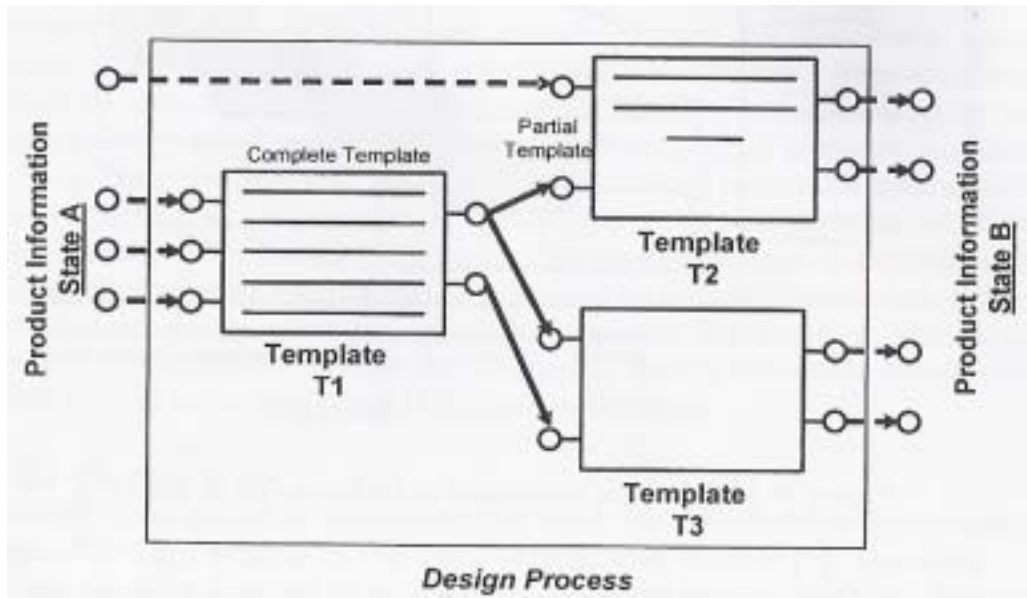 Product Information
State A
Complete Template
Template
T1
Partial
Template
Template
T2
Template
T3
Product Information
State B
Design Process